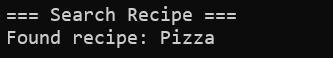 === Search Recipe ===
Found recipe: Pizza